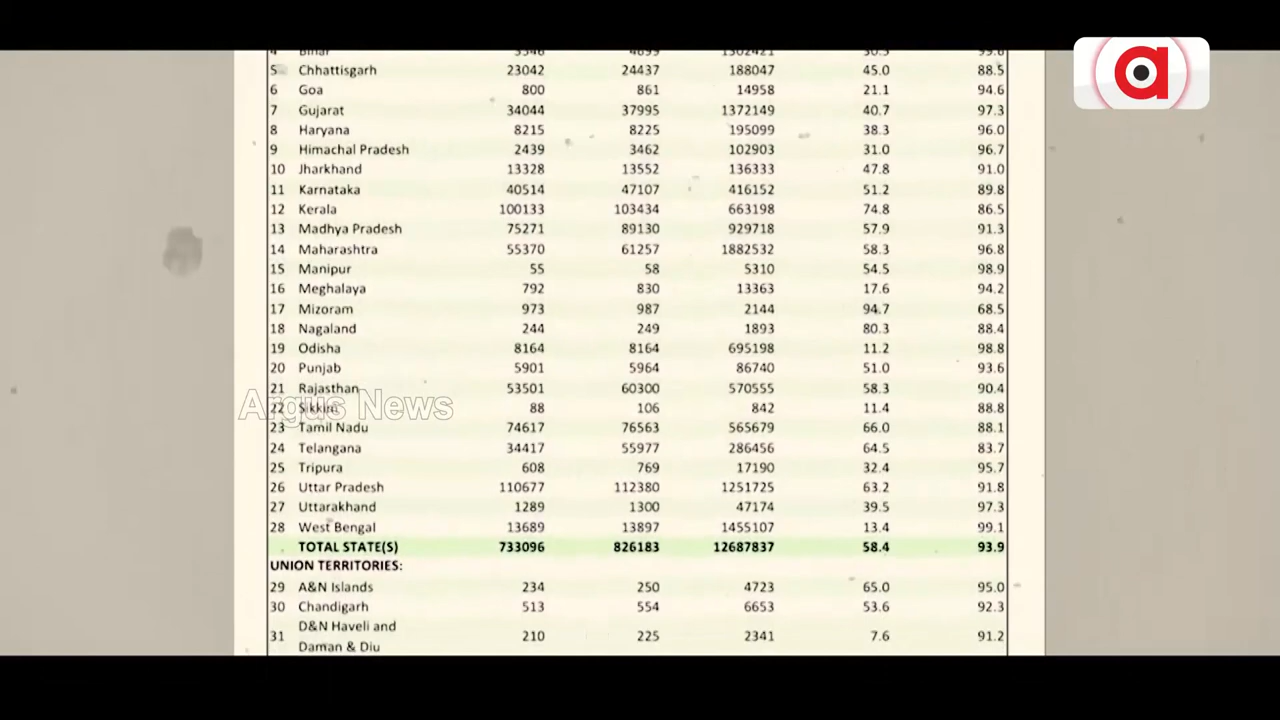 5 Chhattisgarh 23042 24437 188047 45.0 88.5
6 Goa 800 861 14958 21.1 94.6
7 Gujarat 34044 37995 1372149 40.7 97.3
8 Haryana 8215 8225 195099 38.3 96.0
9 Himachal Pradesh 2439 3462 102903 31.0 96.7
10 Jharkhand 13328 13552 136333 47.8 91.0
11 Karnataka 40514 47107 416152 51.2 89.8
12 Kerala 100133 103434 663198 74.8 86.5
13 Madhya Pradesh 75271 89130 929718 57.9 91.3
14 Maharashtra 55370 61257 1882532 58.3 96.8
15 Manipur 55 58 5310 54.5 98.9
16 Meghalaya 792 830 13363 17.6 94.2
17 Mizoram 973 987 2144 94.7 68.5
18 Nagaland 244 249 1893 80.3 88.4
19 Odisha 8164 8164 695198 11.2 98.8
20 Punjab 5901 5964 86740 51.0 93.6
21 Rajasthan 53501 60300 570555 58.3 90.4
Argus News
22 Sikkim 88 106 842 11.4 88.8
23 Tamil Nadu 74617 76563 565679 66.0 88.1
24 Telangana 34417 55977 286456 64.5 83.7
25 Tripura 608 769 17190 32.4 95.7
26 Uttar Pradesh 110677 112380 1251725 63.2 91.8
27 Uttarakhand 1289 1300 47174 39.5 97.3
28 West Bengal 13689 13897 1455107 13.4 99.1
TOTAL STATE(S) 733096 826183 12687837 58.4 93.9
UNION TERRITORIES:
29 A&N Islands 234 250 4723 65.0 95.0
30 Chandigarh 513 554 6653 53.6 92.3
31 D&N Haveli and Daman & Diu 210 225 2341 7.6 91.2
a